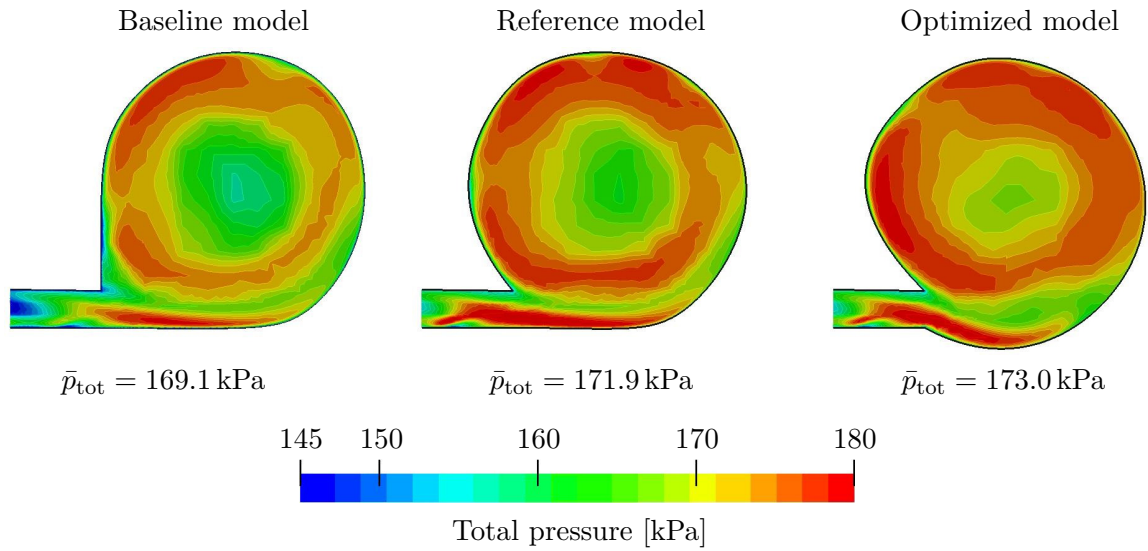 Baseline model Reference model Optimized model
p̄tot = 169.1 kPa p̄tot = 171.9 kPa p̄tot = 173.0 kPa
145 150 160 170 180
Total pressure [kPa]